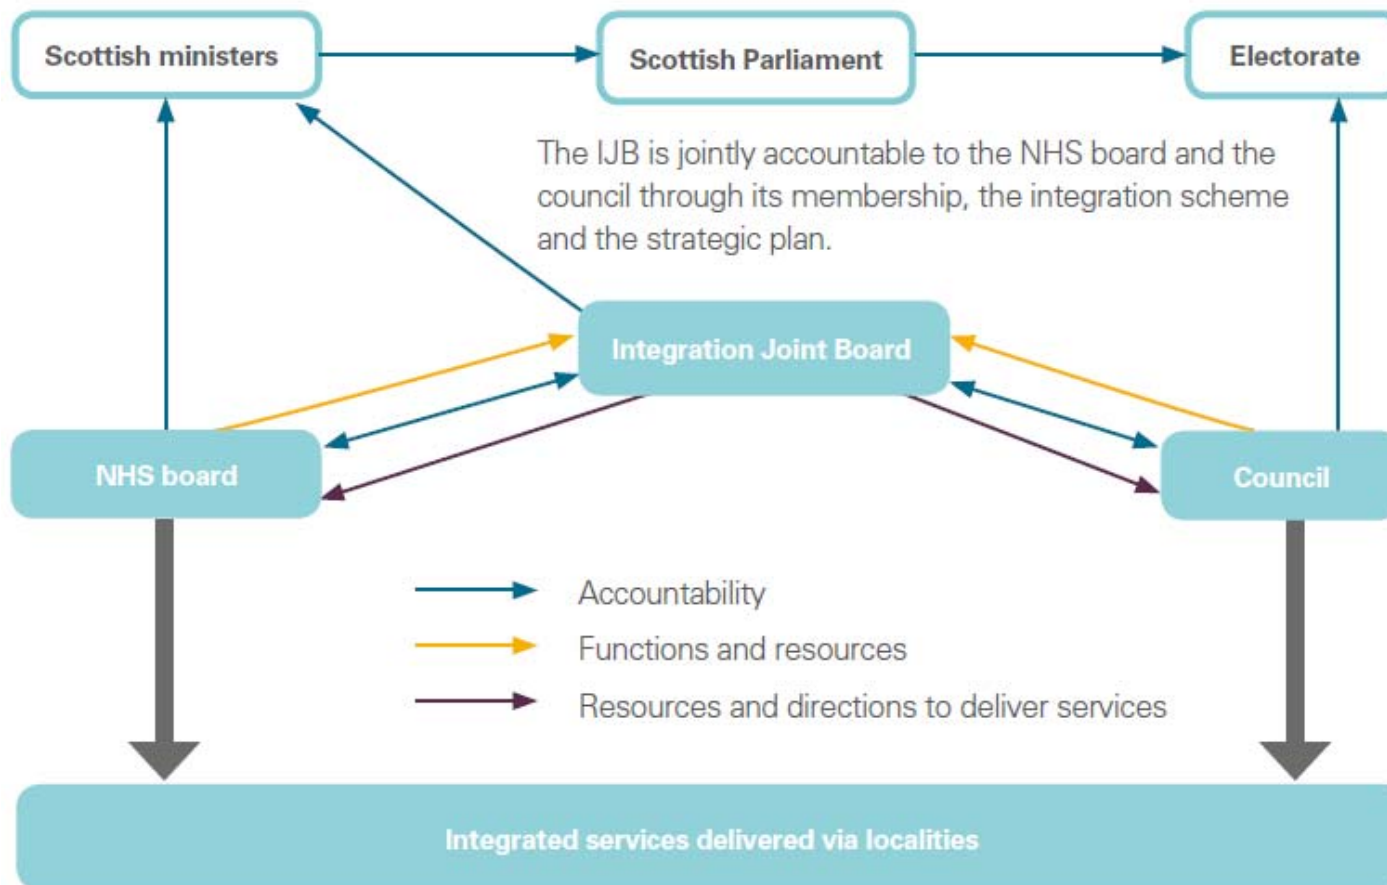 Scottish ministers
Scottish Parliament
Electorate
The IJB is jointly accountable to the NHS board and the
council through its membership, the integration scheme
and the strategic plan.
Integration Joint Board
NHS board
Council
Accountability
Functions and resources
Resources and directions to deliver services
Integrated services delivered via localities